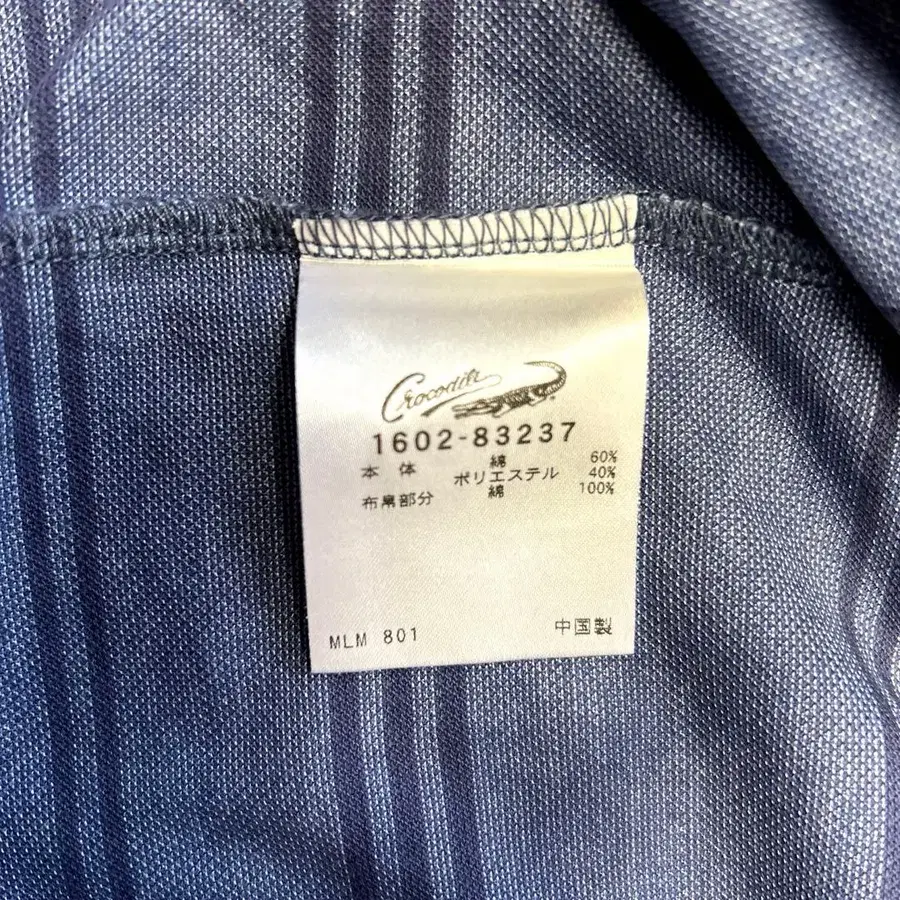 Crocodile
1602-83237
本体 綿 60%
ポリエステル 40%
布帛部分 綿 100%
MLM 801 中国製